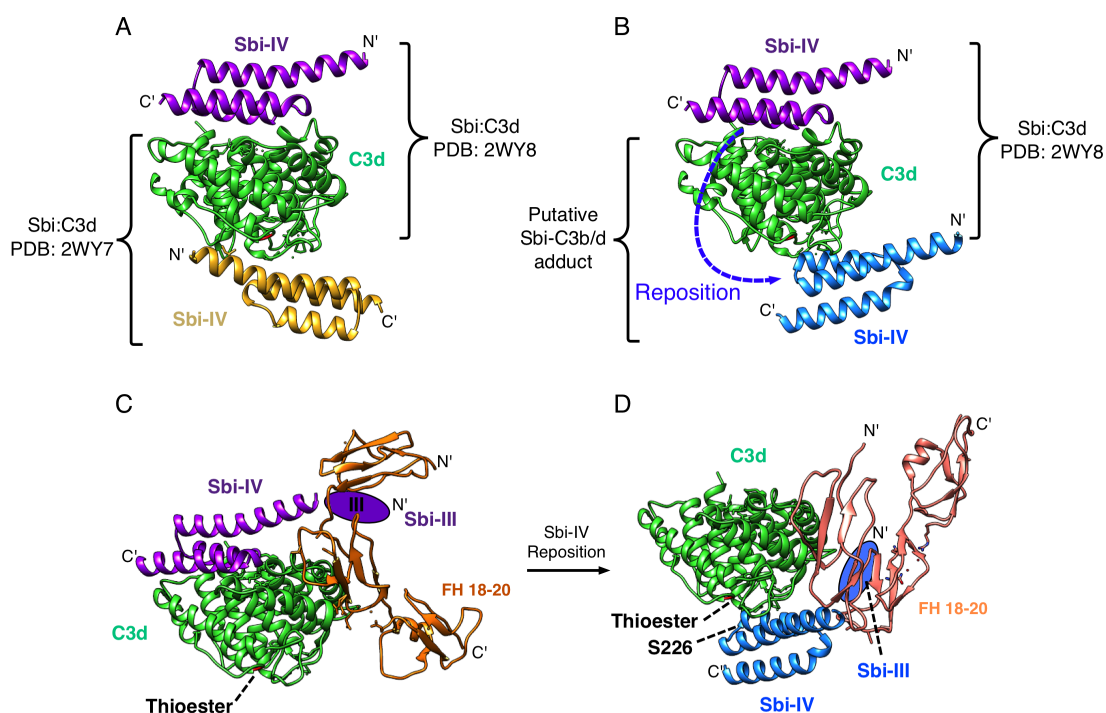 A
Sbi-IV
N'
C'
Sbi:C3d
PDB: 2WY8
C3d
Sbi:C3d
PDB: 2WY7
N'
Sbi-IV
C'
B
Sbi-IV
N'
C'
Sbi:C3d
PDB: 2WY8
C3d
Putative
Sbi-C3b/d
adduct
N'
Reposition
C'
Sbi-IV
C
N'
Sbi-IV
III
N'
Sbi-III
C'
FH 18-20
C3d
C'
Thioester
Sbi-IV
Reposition
D
N'
C'
C3d
N'
FH 18-20
Thioester
S226
C'
Sbi-III
Sbi-IV